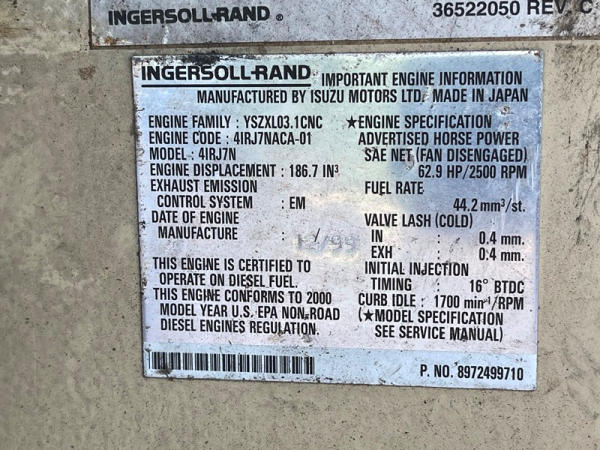 INGERSOLL-RAND ®
36522050 REV. C
INGERSOLL-RAND IMPORTANT ENGINE INFORMATION
MANUFACTURED BY ISUZU MOTORS LTD. MADE IN JAPAN
ENGINE FAMILY : YSZXL03.1CNC
ENGINE CODE : 4IRJ7NACA-01
MODEL : 4IRJ7N
ENGINE DISPLACEMENT : 186.7 IN³
EXHAUST EMISSION
CONTROL SYSTEM : EM
DATE OF ENGINE
MANUFACTURE : 12/99
THIS ENGINE IS CERTIFIED TO
OPERATE ON DIESEL FUEL.
THIS ENGINE CONFORMS TO 2000
MODEL YEAR U.S. EPA NON-ROAD
DIESEL ENGINES REGULATION.
★ENGINE SPECIFICATION
ADVERTISED HORSE POWER
SAE NET (FAN DISENGAGED)
62.9 HP/2500 RPM
FUEL RATE
44.2 mm³/st.
VALVE LASH (COLD)
IN : 0.4 mm.
EXH : 0.4 mm.
INITIAL INJECTION
TIMING : 16° BTDC
CURB IDLE : 1700 min⁻¹/RPM
(★MODEL SPECIFICATION
SEE SERVICE MANUAL)
P. NO. 8972499710